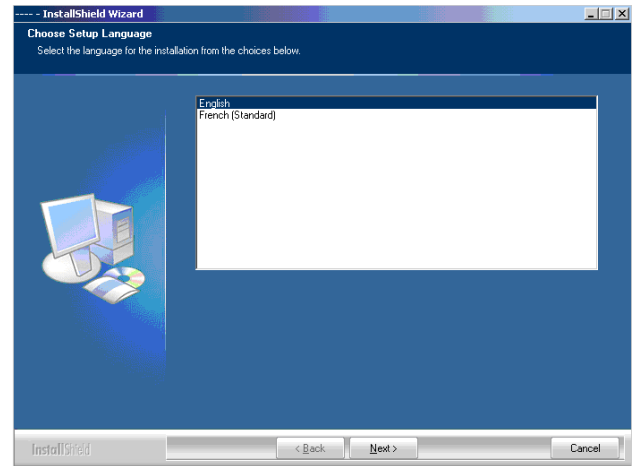 ---- - InstallShield Wizard
Choose Setup Language
Select the language for the installation from the choices below.
English
French (Standard)
InstallShield
< Back
Next >
Cancel